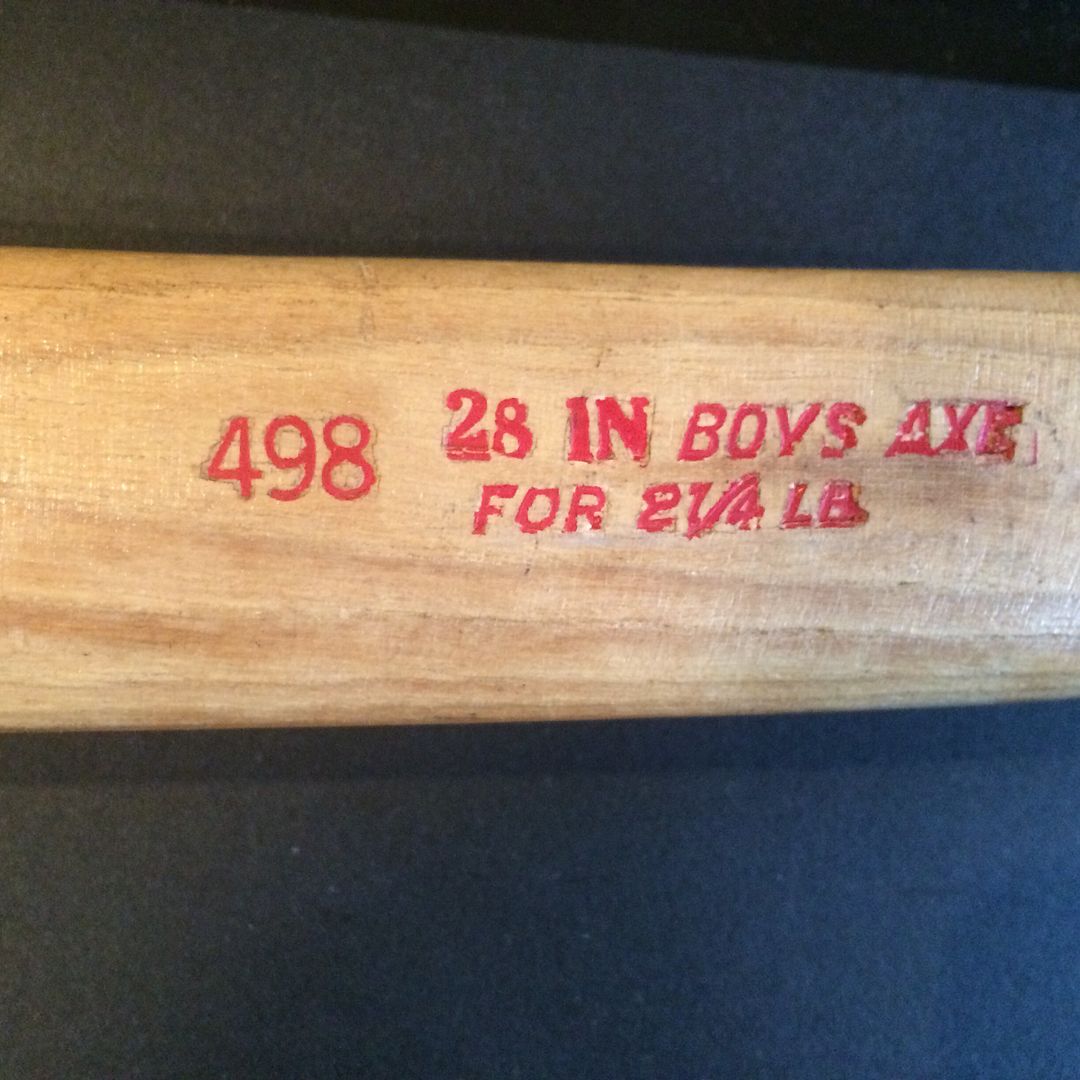 498
28 IN BOYS AXE
FOR 2 1/4 LB